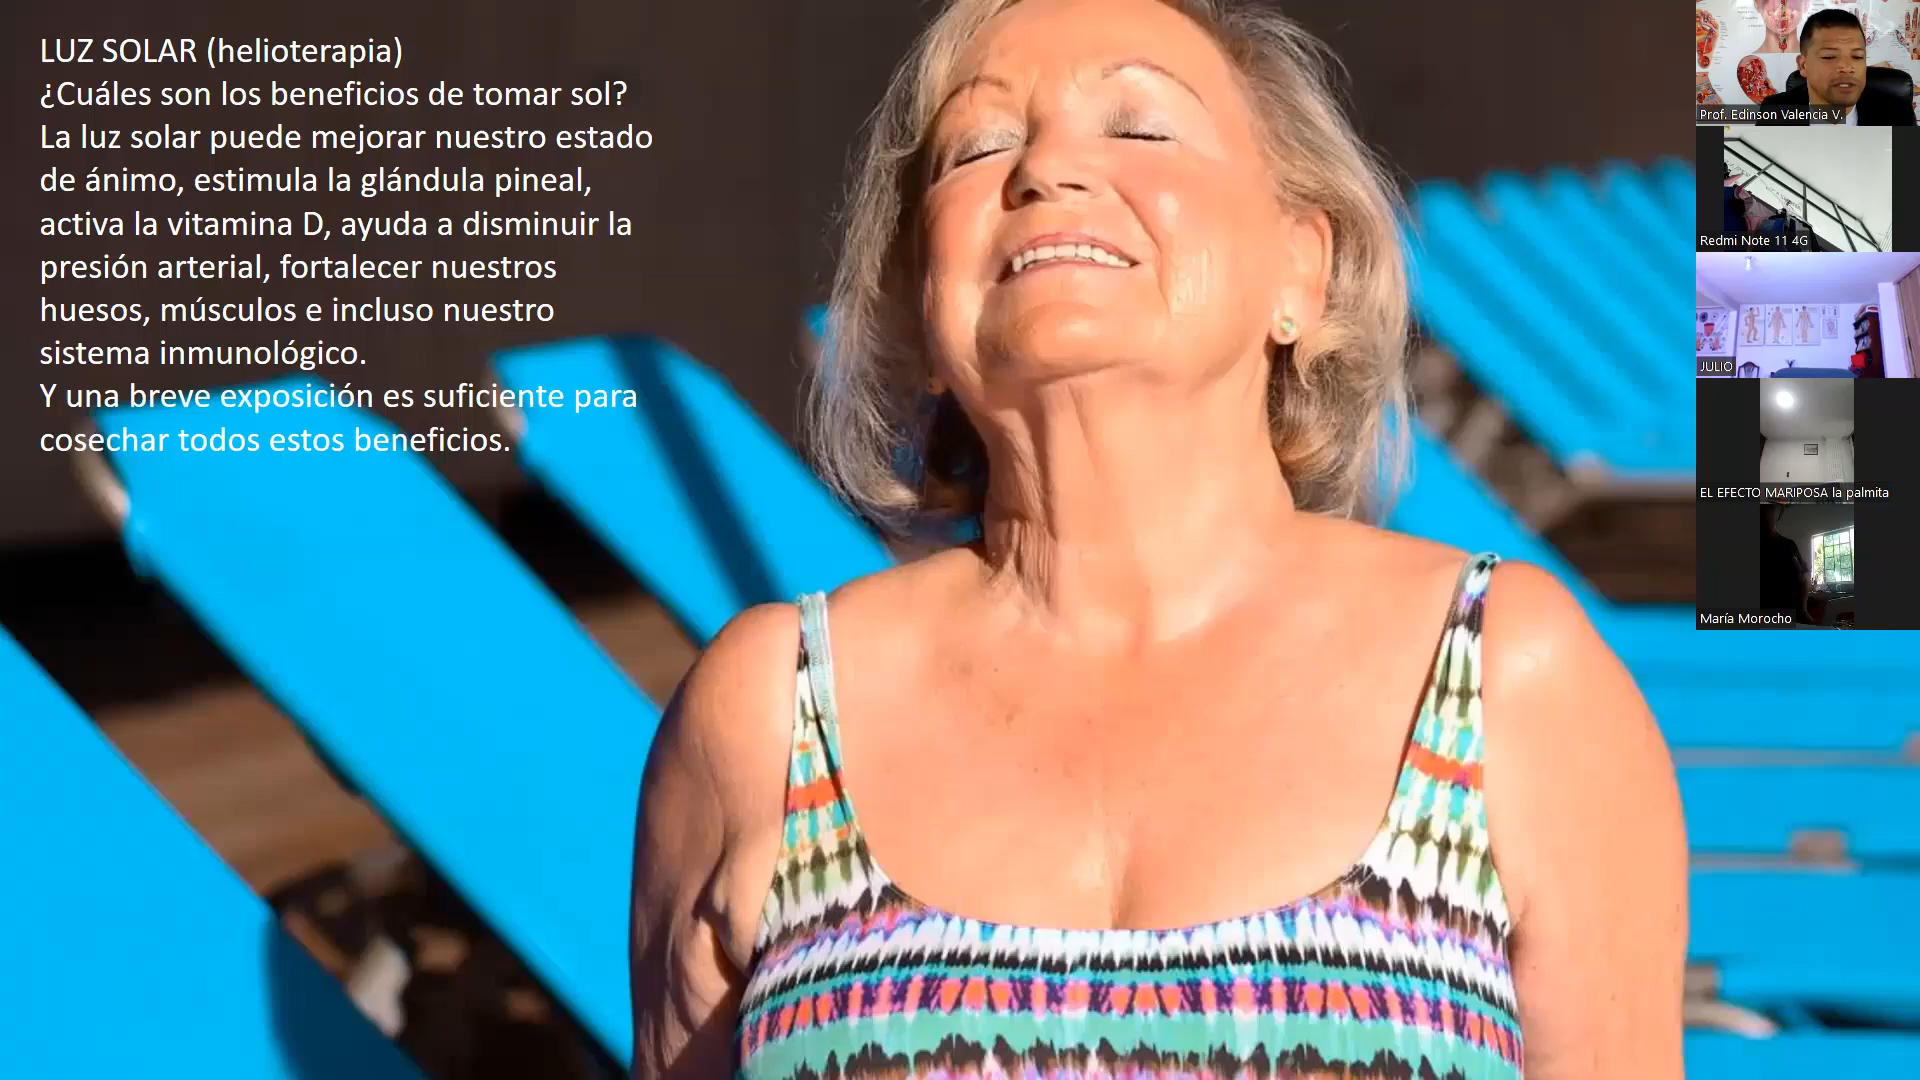 LUZ SOLAR (helioterapia)
¿Cuáles son los beneficios de tomar sol?
La luz solar puede mejorar nuestro estado
de ánimo, estimula la glándula pineal,
activa la vitamina D, ayuda a disminuir la
presión arterial, fortalecer nuestros
huesos, músculos e incluso nuestro
sistema inmunológico.
Y una breve exposición es suficiente para
cosechar todos estos beneficios.
Prof. Edinson Valencia V.
Redmi Note 11 4G
JULIO
EL EFECTO MARIPOSA la palmita
María Morocho